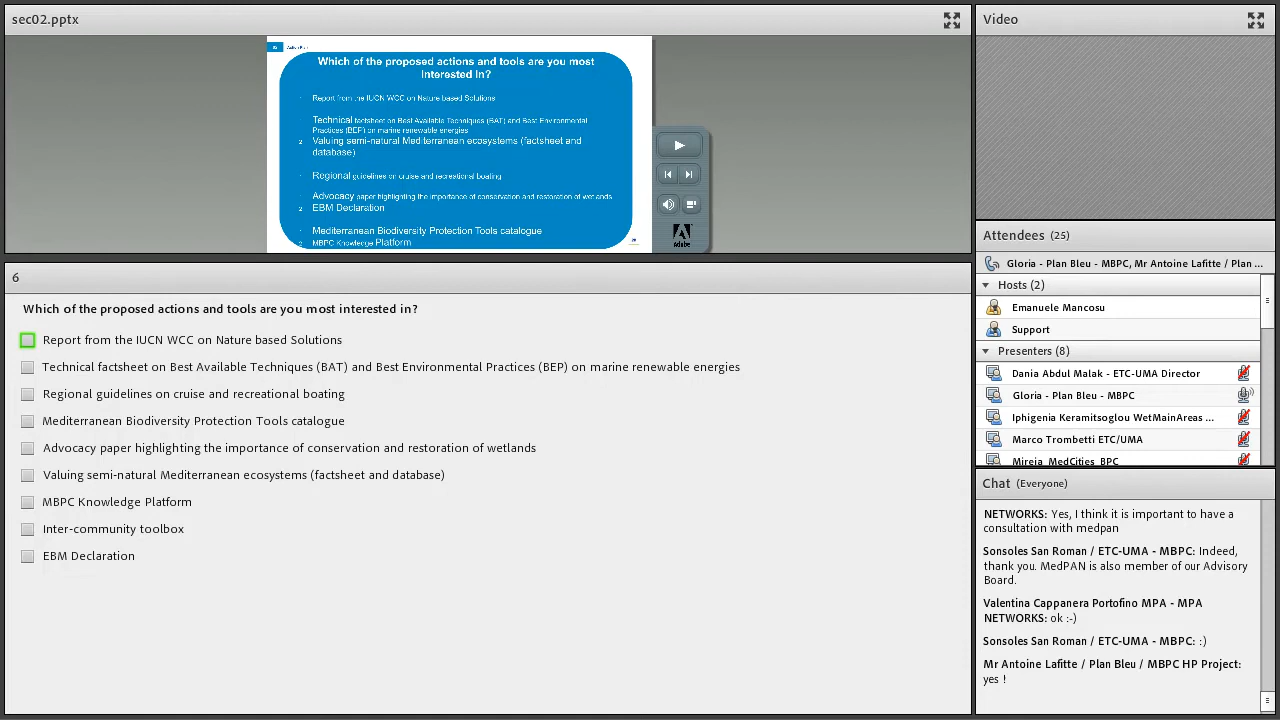 sec02.pptx
Action Plan
Which of the proposed actions and tools are you most
interested in?
Report from the IUCN WCC on Nature based Solutions
Technical factsheet on Best Available Techniques (BAT) and Best Environmental
Practices (BEP) on marine renewable energies
Valuing semi-natural Mediterranean ecosystems (factsheet and
database)
Regional guidelines on cruise and recreational boating
Advocacy paper highlighting the importance of conservation and restoration of wetlands
EBM Declaration
Mediterranean Biodiversity Protection Tools catalogue
MBPC Knowledge Platform
Adobe
6
Which of the proposed actions and tools are you most interested in?
Report from the IUCN WCC on Nature based Solutions
Technical factsheet on Best Available Techniques (BAT) and Best Environmental Practices (BEP) on marine renewable energies
Regional guidelines on cruise and recreational boating
Mediterranean Biodiversity Protection Tools catalogue
Advocacy paper highlighting the importance of conservation and restoration of wetlands
Valuing semi-natural Mediterranean ecosystems (factsheet and database)
MBPC Knowledge Platform
Inter-community toolbox
EBM Declaration
Video
Attendees (25)
Gloria - Plan Bleu - MBPC, Mr Antoine Lafitte / Plan ...
Hosts (2)
Emanuele Mancosu
Support
Presenters (8)
Dania Abdul Malak - ETC-UMA Director
Gloria - Plan Bleu - MBPC
Iphigenia Keramitsoglou WetMainAreas ...
Marco Trombetti ETC/UMA
Mireia_MedCities_BPC
Chat (Everyone)
NETWORKS: Yes, I think it is important to have a
consultation with medpan
Sonsoles San Roman / ETC-UMA - MBPC: Indeed,
thank you. MedPAN is also member of our Advisory
Board.
Valentina Cappanera Portofino MPA - MPA
NETWORKS: ok :-)
Sonsoles San Roman / ETC-UMA - MBPC: :)
Mr Antoine Lafitte / Plan Bleu / MBPC HP Project:
yes !